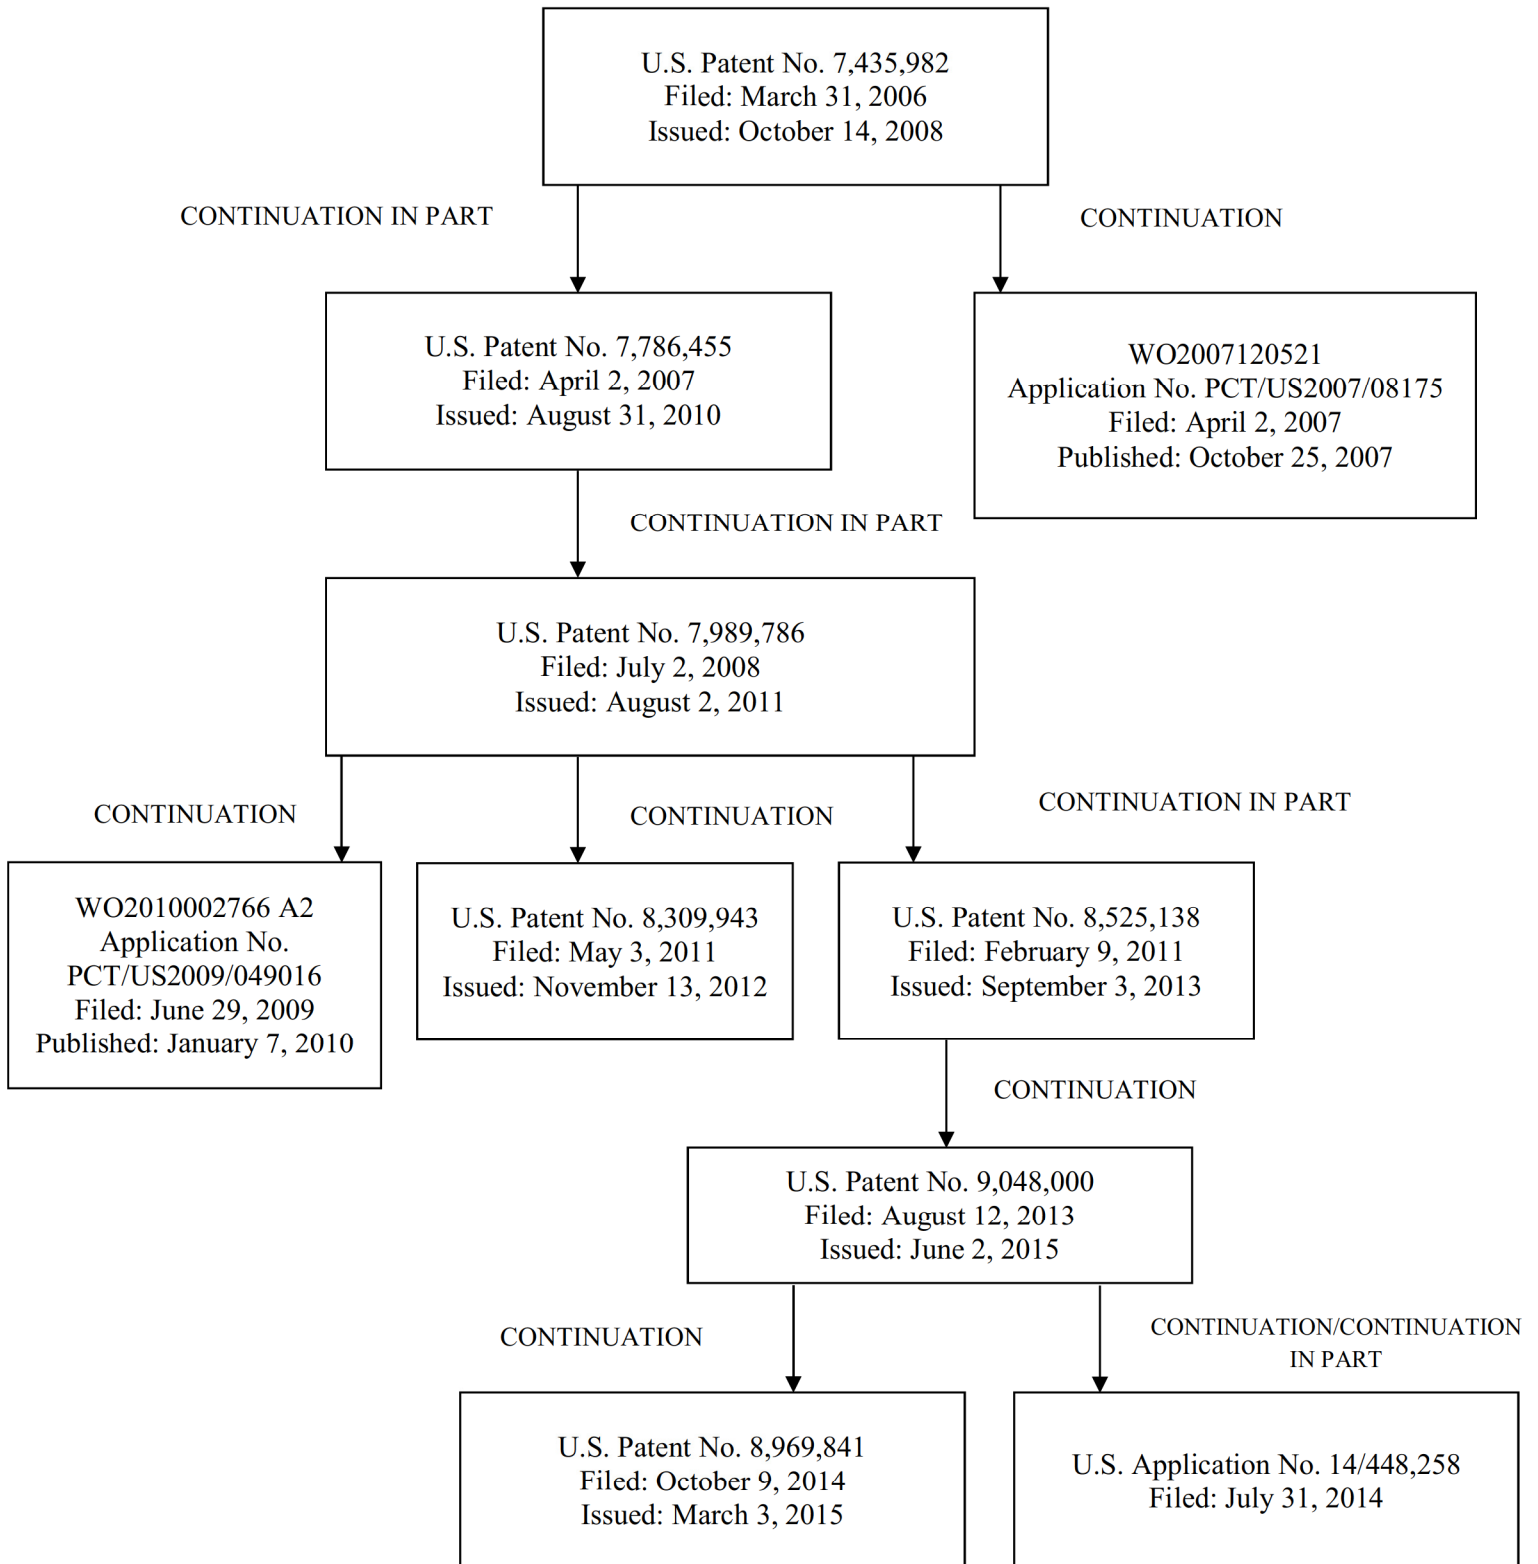 U.S. Patent No. 7,435,982
Filed: March 31, 2006
Issued: October 14, 2008
CONTINUATION IN PART
CONTINUATION
U.S. Patent No. 7,786,455
Filed: April 2, 2007
Issued: August 31, 2010
WO2007120521
Application No. PCT/US2007/08175
Filed: April 2, 2007
Published: October 25, 2007
CONTINUATION IN PART
U.S. Patent No. 7,989,786
Filed: July 2, 2008
Issued: August 2, 2011
CONTINUATION
CONTINUATION
CONTINUATION IN PART
WO2010002766 A2
Application No.
PCT/US2009/049016
Filed: June 29, 2009
Published: January 7, 2010
U.S. Patent No. 8,309,943
Filed: May 3, 2011
Issued: November 13, 2012
U.S. Patent No. 8,525,138
Filed: February 9, 2011
Issued: September 3, 2013
CONTINUATION
U.S. Patent No. 9,048,000
Filed: August 12, 2013
Issued: June 2, 2015
CONTINUATION
CONTINUATION/CONTINUATION
IN PART
U.S. Patent No. 8,969,841
Filed: October 9, 2014
Issued: March 3, 2015
U.S. Application No. 14/448,258
Filed: July 31, 2014